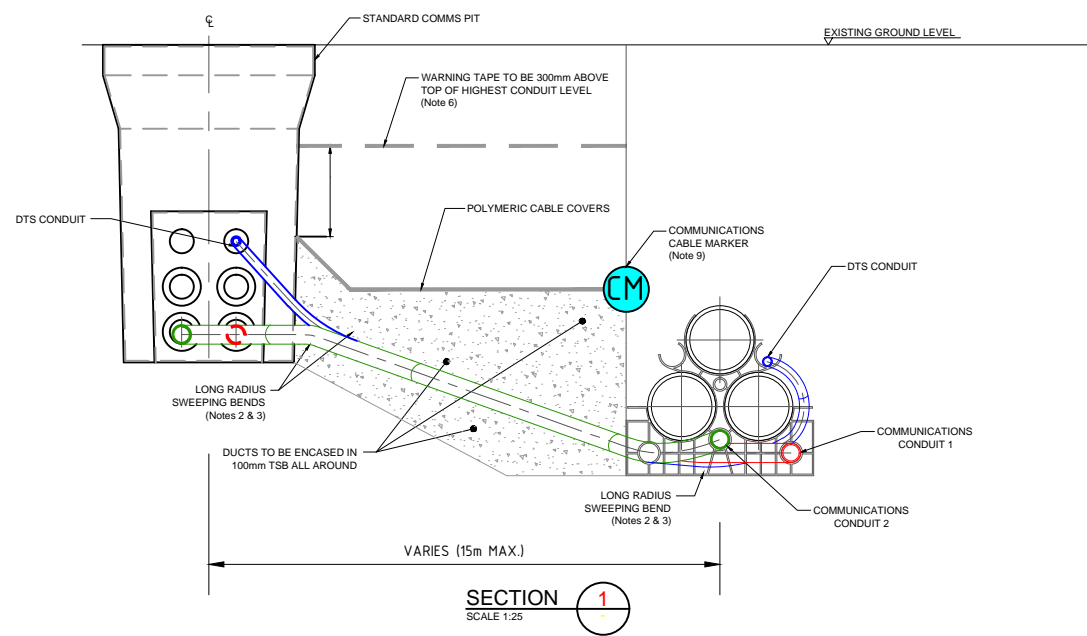 ℄
STANDARD COMMS PIT
EXISTING GROUND LEVEL
WARNING TAPE TO BE 300mm ABOVE
TOP OF HIGHEST CONDUIT LEVEL
(Note 6)
DTS CONDUIT
POLYMERIC CABLE COVERS
COMMUNICATIONS
CABLE MARKER
(Note 9)
CM
DTS CONDUIT
LONG RADIUS
SWEEPING BENDS
(Notes 2 & 3)
DUCTS TO BE ENCASED IN
100mm TSB ALL AROUND
COMMUNICATIONS
CONDUIT 1
LONG RADIUS
SWEEPING BEND
(Notes 2 & 3)
COMMUNICATIONS
CONDUIT 2
VARIES (15m MAX.)
SECTION
SCALE 1:25
1
-